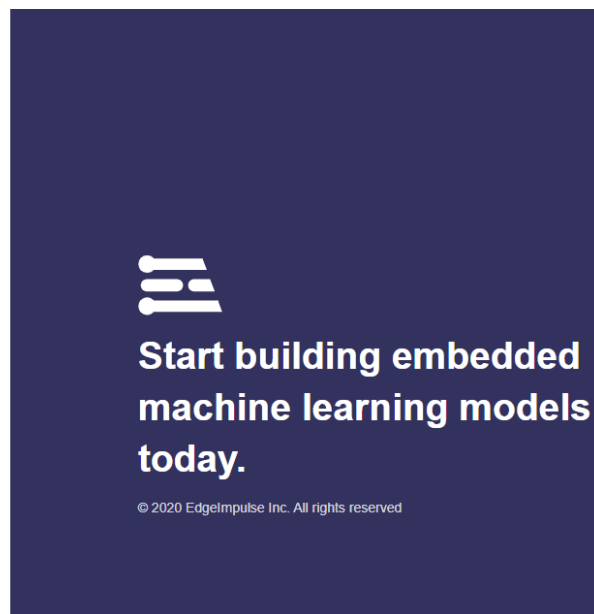 Start building embedded
machine learning models
today.
© 2020 EdgeImpulse Inc. All rights reserved